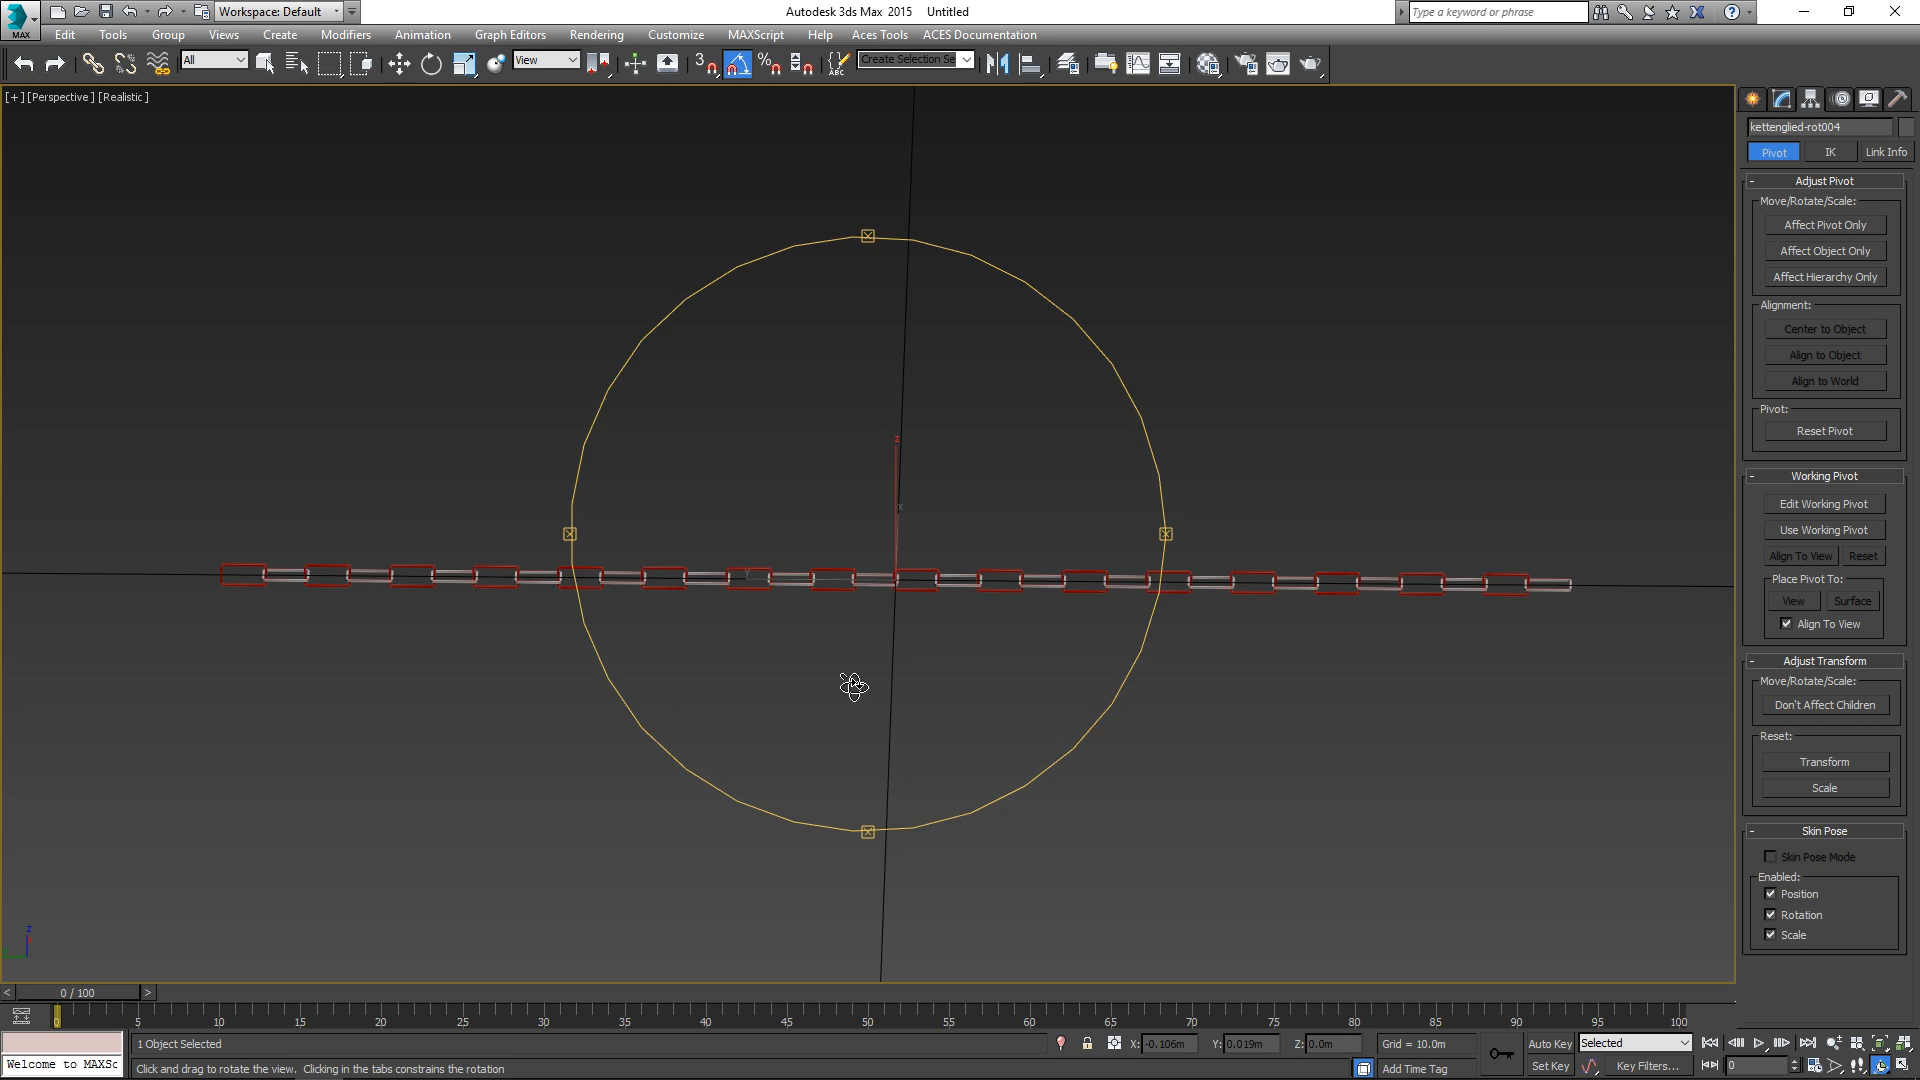 Workspace: Default
Autodesk 3ds Max 2015 Untitled
Type a keyword or phrase
MAX
Edit Tools Group Views Create Modifiers Animation Graph Editors Rendering Customize MAXScript Help Aces Tools ACES Documentation
All
View
3
%
ABC
Create Selection Se
[+] [Perspective ] [Realistic ]
kettenglied-rot004
Pivot IK Link Info
- Adjust Pivot
Move/Rotate/Scale:
Affect Pivot Only
Affect Object Only
Affect Hierarchy Only
Alignment:
Center to Object
Align to Object
Align to World
Pivot:
Reset Pivot
- Working Pivot
Edit Working Pivot
Use Working Pivot
Align To View Reset
Place Pivot To:
View Surface
Align To View
- Adjust Transform
Move/Rotate/Scale:
Don't Affect Children
Reset:
Transform
Scale
- Skin Pose
Skin Pose Mode
Enabled:
Position
Rotation
Scale
z
x
y
z
< 0 / 100 >
0 5 10 15 20 25 30 35 40 45 50 55 60 65 70 75 80 85 90 95 100
1 Object Selected
X: -0.106m Y: 0.019m Z: 0.0m
Grid = 10.0m
Auto Key Selected
Welcome to MAXSc
Click and drag to rotate the view. Clicking in the tabs constrains the rotation
Add Time Tag
Set Key Key Filters... 0